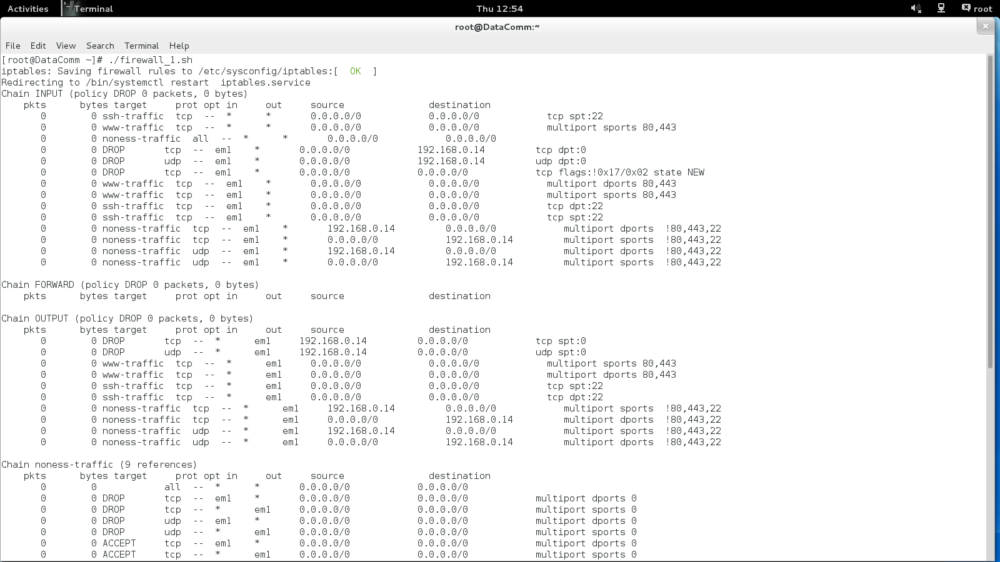 Activities Terminal Thu 12:54 root
root@DataComm:~
File Edit View Search Terminal Help
[root@DataComm ~]# ./firewall_1.sh
iptables: Saving firewall rules to /etc/sysconfig/iptables:[  OK  ]
Redirecting to /bin/systemctl restart  iptables.service
Chain INPUT (policy DROP 0 packets, 0 bytes)
    pkts      bytes target     prot opt in     out     source               destination
       0        0 ssh-traffic  tcp  --  *      *       0.0.0.0/0            0.0.0.0/0            tcp spt:22
       0        0 www-traffic  tcp  --  *      *       0.0.0.0/0            0.0.0.0/0            multiport sports 80,443
       0        0 noness-traffic  all  --  *      *       0.0.0.0/0            0.0.0.0/0
       0        0 DROP       tcp  --  em1    *       0.0.0.0/0            192.168.0.14         tcp dpt:0
       0        0 DROP       udp  --  em1    *       0.0.0.0/0            192.168.0.14         udp dpt:0
       0        0 DROP       tcp  --  em1    *       0.0.0.0/0            0.0.0.0/0            tcp flags:!0x17/0x02 state NEW
       0        0 www-traffic  tcp  --  em1    *       0.0.0.0/0            0.0.0.0/0            multiport dports 80,443
       0        0 www-traffic  tcp  --  em1    *       0.0.0.0/0            0.0.0.0/0            multiport sports 80,443
       0        0 ssh-traffic  tcp  --  em1    *       0.0.0.0/0            0.0.0.0/0            tcp dpt:22
       0        0 ssh-traffic  tcp  --  em1    *       0.0.0.0/0            0.0.0.0/0            tcp spt:22
       0        0 noness-traffic  tcp  --  em1    *       192.168.0.14         0.0.0.0/0            multiport dports  !80,443,22
       0        0 noness-traffic  tcp  --  em1    *       0.0.0.0/0            192.168.0.14         multiport sports  !80,443,22
       0        0 noness-traffic  udp  --  em1    *       192.168.0.14         0.0.0.0/0            multiport dports  !80,443,22
       0        0 noness-traffic  udp  --  em1    *       0.0.0.0/0            192.168.0.14         multiport sports  !80,443,22
Chain FORWARD (policy DROP 0 packets, 0 bytes)
    pkts      bytes target     prot opt in     out     source               destination
Chain OUTPUT (policy DROP 0 packets, 0 bytes)
    pkts      bytes target     prot opt in     out     source               destination
       0        0 DROP       tcp  --  *      em1     192.168.0.14         0.0.0.0/0            tcp spt:0
       0        0 DROP       udp  --  *      em1     192.168.0.14         0.0.0.0/0            udp spt:0
       0        0 www-traffic  tcp  --  *      em1     0.0.0.0/0            0.0.0.0/0            multiport sports 80,443
       0        0 www-traffic  tcp  --  *      em1     0.0.0.0/0            0.0.0.0/0            multiport dports 80,443
       0        0 ssh-traffic  tcp  --  *      em1     0.0.0.0/0            0.0.0.0/0            tcp spt:22
       0        0 ssh-traffic  tcp  --  *      em1     0.0.0.0/0            0.0.0.0/0            tcp dpt:22
       0        0 noness-traffic  tcp  --  *      em1     192.168.0.14         0.0.0.0/0            multiport sports  !80,443,22
       0        0 noness-traffic  tcp  --  *      em1     0.0.0.0/0            192.168.0.14         multiport dports  !80,443,22
       0        0 noness-traffic  udp  --  *      em1     192.168.0.14         0.0.0.0/0            multiport sports  !80,443,22
       0        0 noness-traffic  udp  --  *      em1     0.0.0.0/0            192.168.0.14         multiport dports  !80,443,22
Chain noness-traffic (9 references)
    pkts      bytes target     prot opt in     out     source               destination
       0        0            all  --  *      *       0.0.0.0/0            0.0.0.0/0
       0        0 DROP       tcp  --  em1    *       0.0.0.0/0            0.0.0.0/0            multiport dports 0
       0        0 DROP       tcp  --  *      em1     0.0.0.0/0            0.0.0.0/0            multiport sports 0
       0        0 DROP       udp  --  em1    *       0.0.0.0/0            0.0.0.0/0            multiport dports 0
       0        0 DROP       udp  --  *      em1     0.0.0.0/0            0.0.0.0/0            multiport sports 0
       0        0 ACCEPT     tcp  --  em1    *       0.0.0.0/0            0.0.0.0/0            multiport dports 0
       0        0 ACCEPT     tcp  --  *      em1     0.0.0.0/0            0.0.0.0/0            multiport sports 0